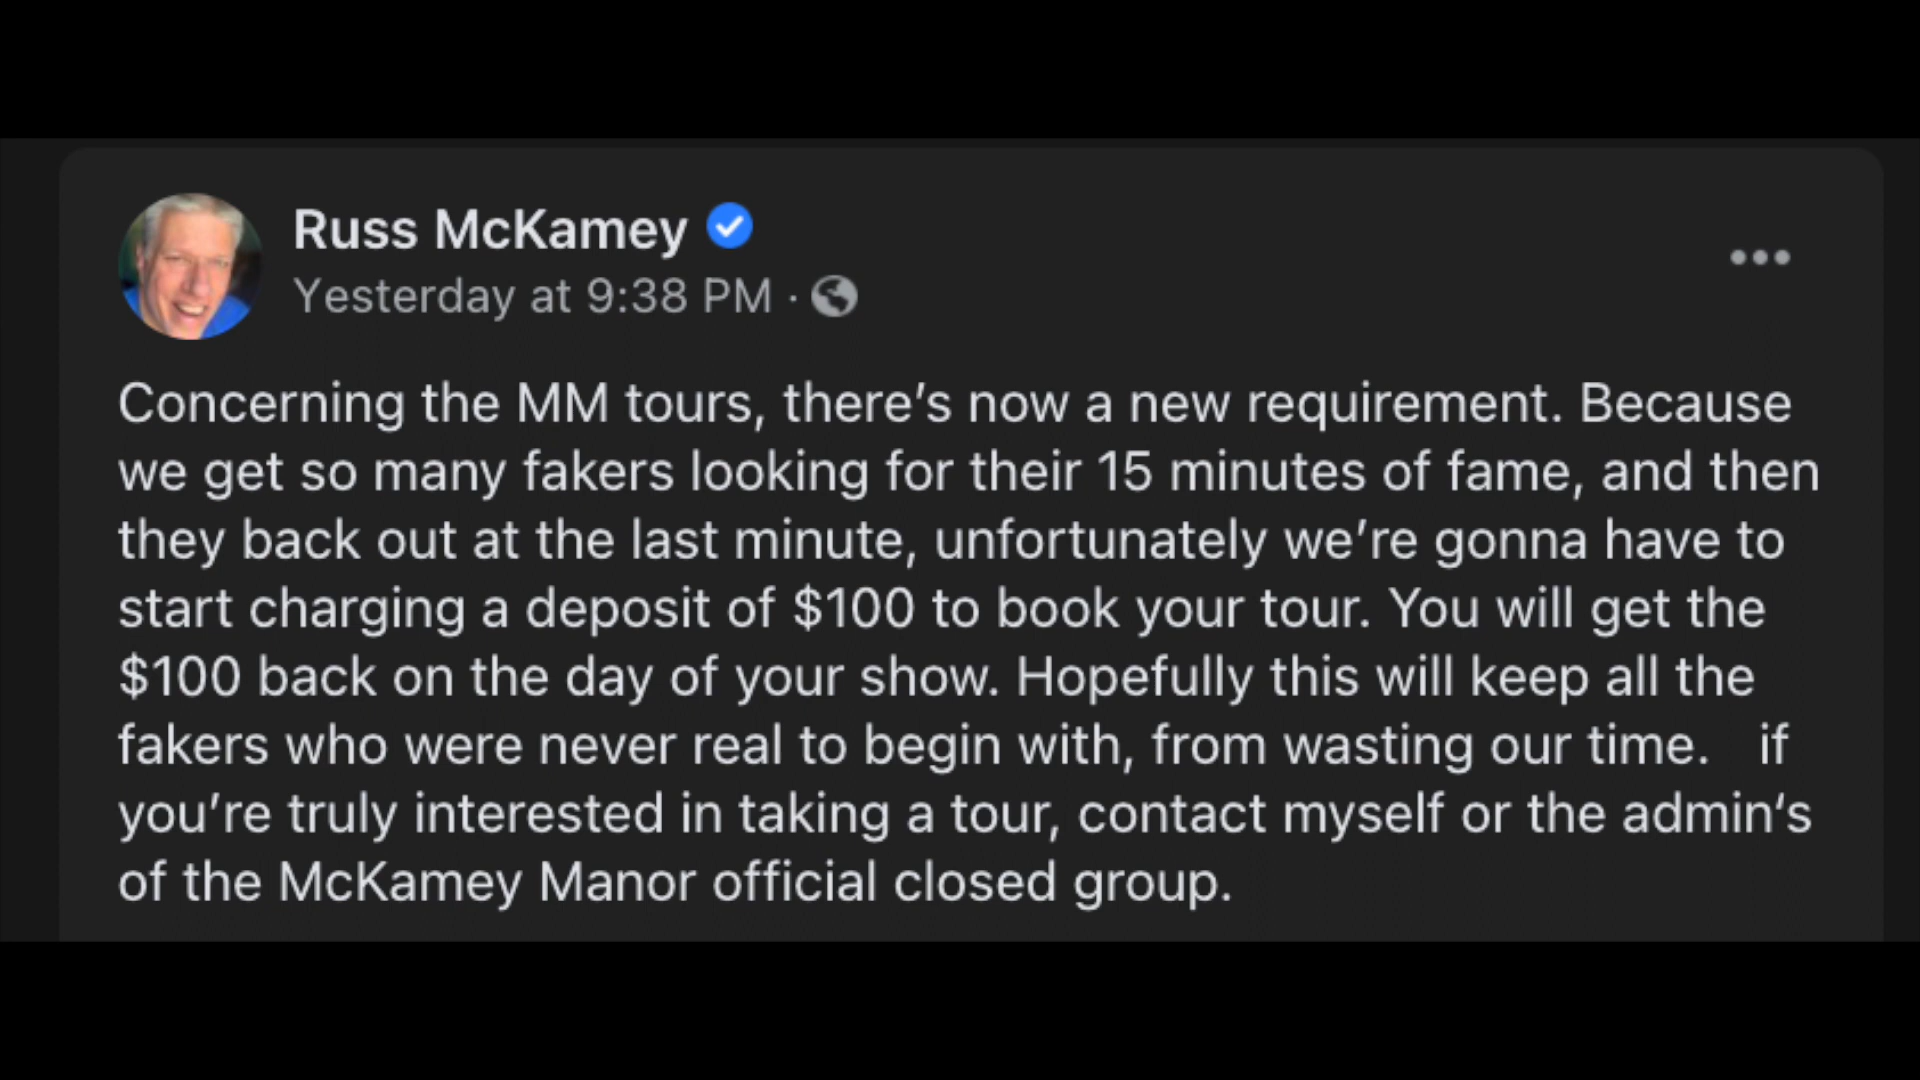 Russ McKamey
Yesterday at 9:38 PM ·
Concerning the MM tours, there’s now a new requirement. Because
we get so many fakers looking for their 15 minutes of fame, and then
they back out at the last minute, unfortunately we’re gonna have to
start charging a deposit of $100 to book your tour. You will get the
$100 back on the day of your show. Hopefully this will keep all the
fakers who were never real to begin with, from wasting our time.   if
you’re truly interested in taking a tour, contact myself or the admin‘s
of the McKamey Manor official closed group.